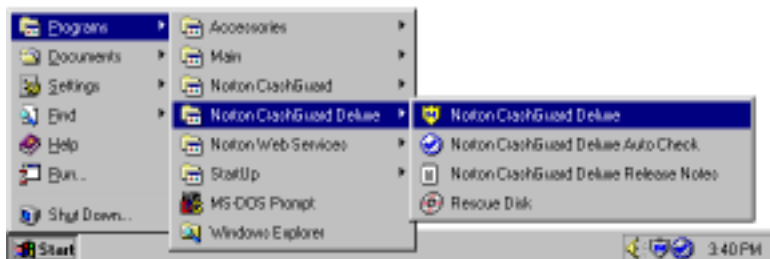 Programs
Documents
Settings
Find
Help
Run...
Shut Down...
Start
Accessories
Main
Norton CrashGuard
Norton CrashGuard Deluxe
Norton Web Services
StartUp
MS-DOS Prompt
Windows Explorer
Norton CrashGuard Deluxe
Norton CrashGuard Deluxe Auto Check
Norton CrashGuard Deluxe Release Notes
Rescue Disk
3:40 PM